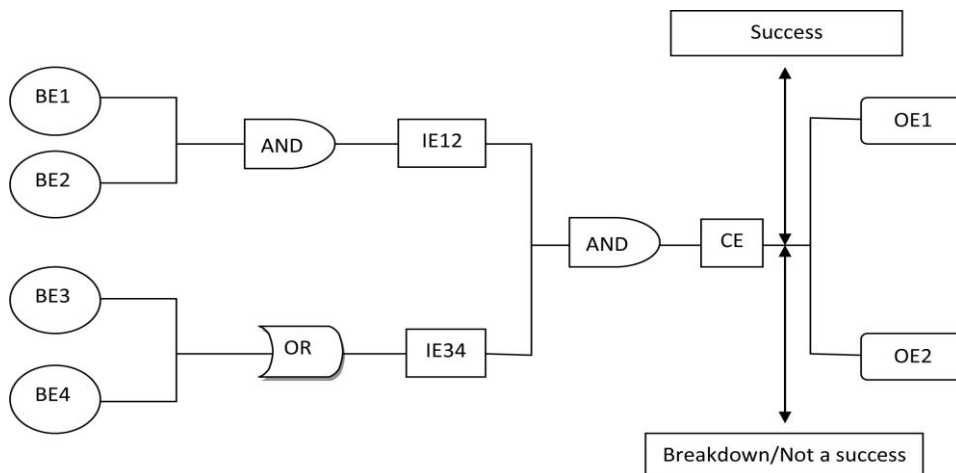 Success
BE1
AND
IE12
OE1
BE2
AND
CE
BE3
OR
IE34
OE2
BE4
Breakdown/Not a success